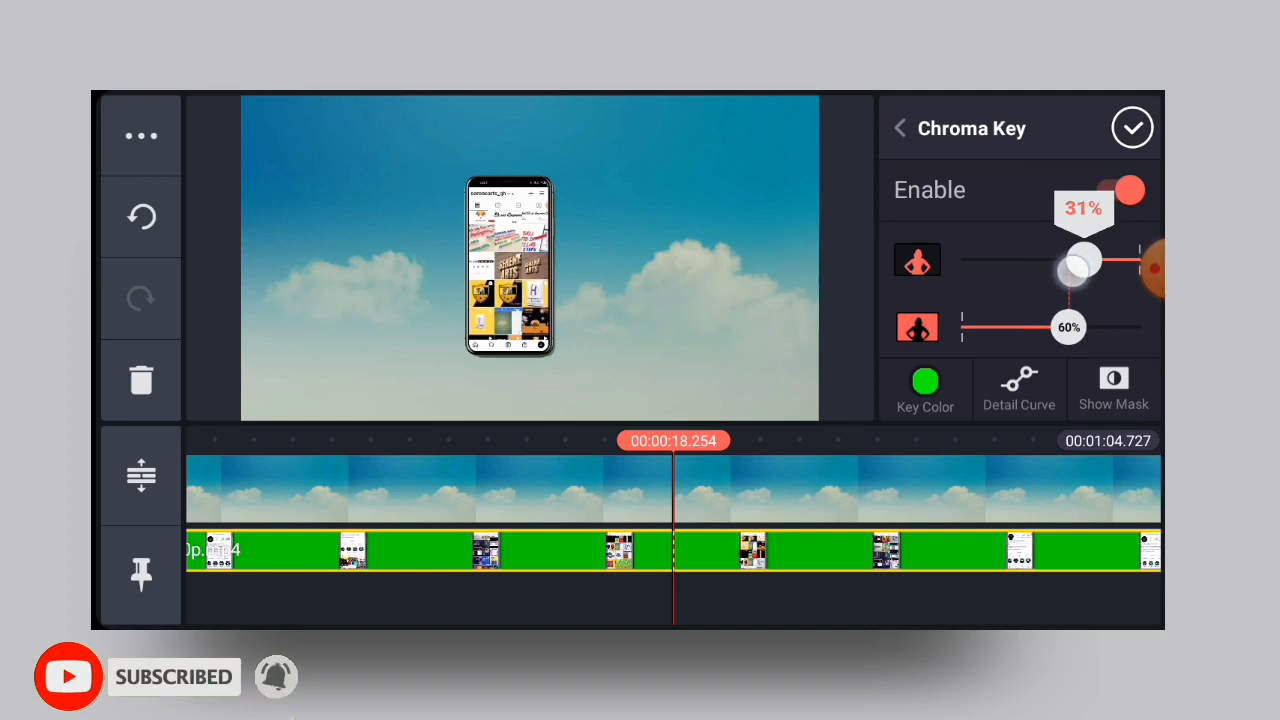 Chroma Key
Enable
31%
60%
Key Color
Detail Curve
Show Mask
00:00:18.254
00:01:04.727
0p.mp4
SUBSCRIBED